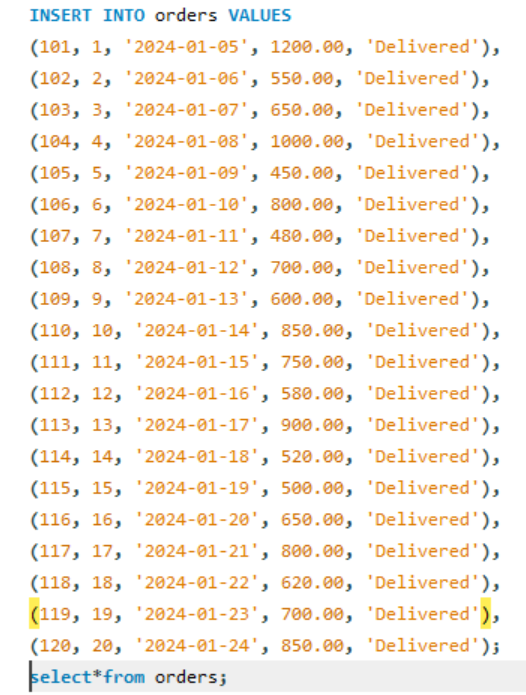 INSERT INTO orders VALUES
(101, 1, '2024-01-05', 1200.00, 'Delivered'),
(102, 2, '2024-01-06', 550.00, 'Delivered'),
(103, 3, '2024-01-07', 650.00, 'Delivered'),
(104, 4, '2024-01-08', 1000.00, 'Delivered'),
(105, 5, '2024-01-09', 450.00, 'Delivered'),
(106, 6, '2024-01-10', 800.00, 'Delivered'),
(107, 7, '2024-01-11', 480.00, 'Delivered'),
(108, 8, '2024-01-12', 700.00, 'Delivered'),
(109, 9, '2024-01-13', 600.00, 'Delivered'),
(110, 10, '2024-01-14', 850.00, 'Delivered'),
(111, 11, '2024-01-15', 750.00, 'Delivered'),
(112, 12, '2024-01-16', 580.00, 'Delivered'),
(113, 13, '2024-01-17', 900.00, 'Delivered'),
(114, 14, '2024-01-18', 520.00, 'Delivered'),
(115, 15, '2024-01-19', 500.00, 'Delivered'),
(116, 16, '2024-01-20', 650.00, 'Delivered'),
(117, 17, '2024-01-21', 800.00, 'Delivered'),
(118, 18, '2024-01-22', 620.00, 'Delivered'),
(119, 19, '2024-01-23', 700.00, 'Delivered'),
(120, 20, '2024-01-24', 850.00, 'Delivered');
select*from orders;